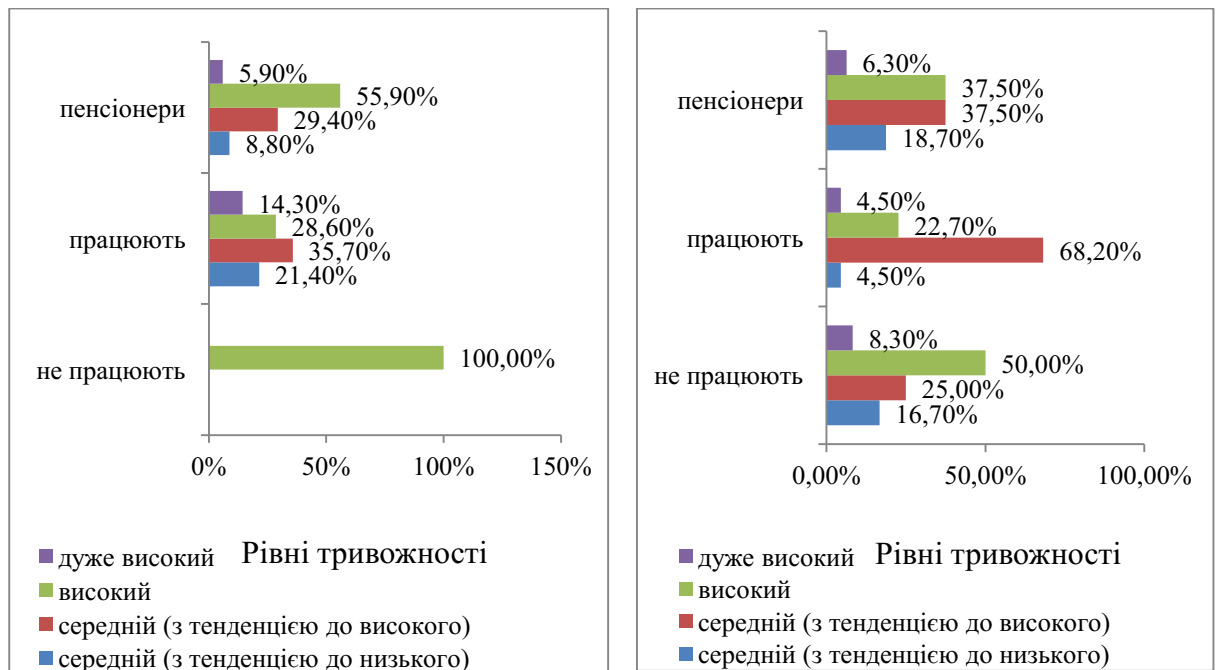 пенсіонери
5,90%
55,90%
29,40%
8,80%
працюють
14,30%
28,60%
35,70%
21,40%
не працюють
100,00%
0%
50%
100%
150%
Рівні тривожності
дуже високий
високий
середній (з тенденцією до високого)
середній (з тенденцією до низького)
пенсіонери
6,30%
37,50%
37,50%
18,70%
працюють
4,50%
22,70%
68,20%
4,50%
не працюють
8,30%
50,00%
25,00%
16,70%
0,00%
50,00%
100,00%
Рівні тривожності
дуже високий
високий
середній (з тенденцією до високого)
середній (з тенденцією до низького)